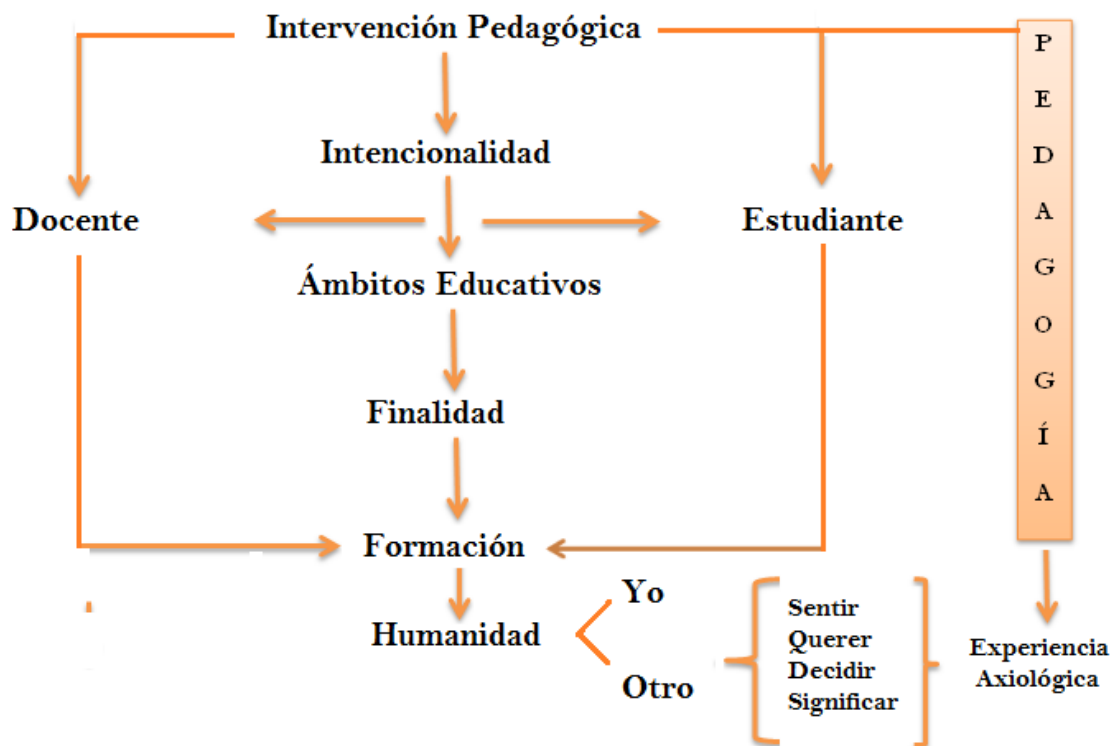 Intervención Pedagógica
P
E
D
A
G
O
G
Í
A
Intencionalidad
Docente
Estudiante
Ámbitos Educativos
Finalidad
Formación
Humanidad
Yo
Otro
Sentir
Querer
Decidir
Significar
Experiencia
Axiológica